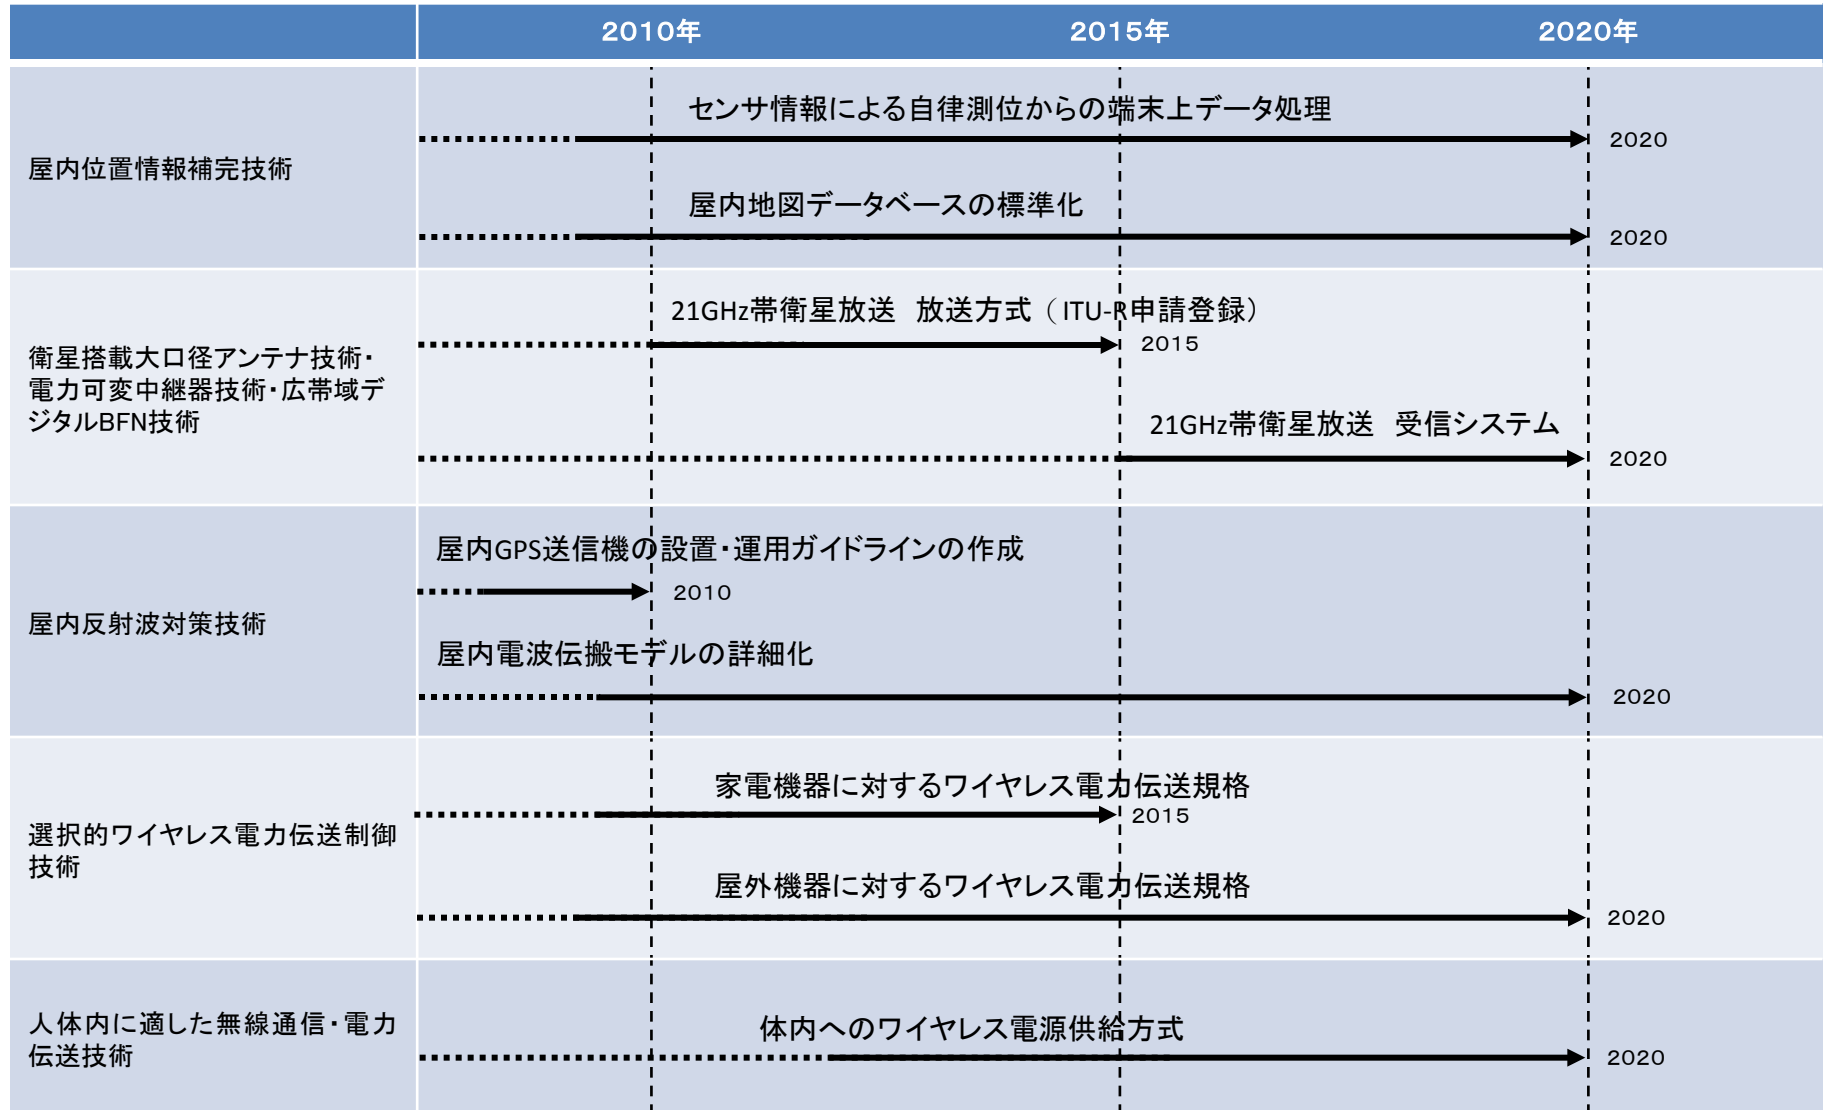 2010年
2015年
2020年
屋内位置情報補完技術
センサ情報による自律測位からの端末上データ処理
2020
屋内地図データベースの標準化
2020
衛星搭載大口径アンテナ技術・
電力可変中継器技術・広帯域デ
ジタルBFN技術
21GHz帯衛星放送　放送方式（ITU-R申請登録）
2015
21GHz帯衛星放送　受信システム
2020
屋内反射波対策技術
屋内GPS送信機の設置・運用ガイドラインの作成
2010
屋内電波伝搬モデルの詳細化
2020
選択的ワイヤレス電力伝送制御
技術
家電機器に対するワイヤレス電力伝送規格
2015
屋外機器に対するワイヤレス電力伝送規格
2020
人体内に適した無線通信・電力
伝送技術
体内へのワイヤレス電源供給方式
2020